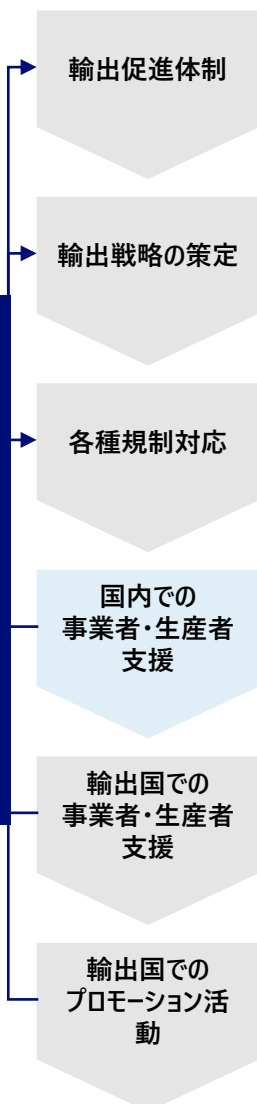 輸出促進体制
輸出戦略の策定
各種規制対応
国内での
事業者・生産者
支援
輸出国での
事業者・生産者
支援
輸出国での
プロモーション活
動